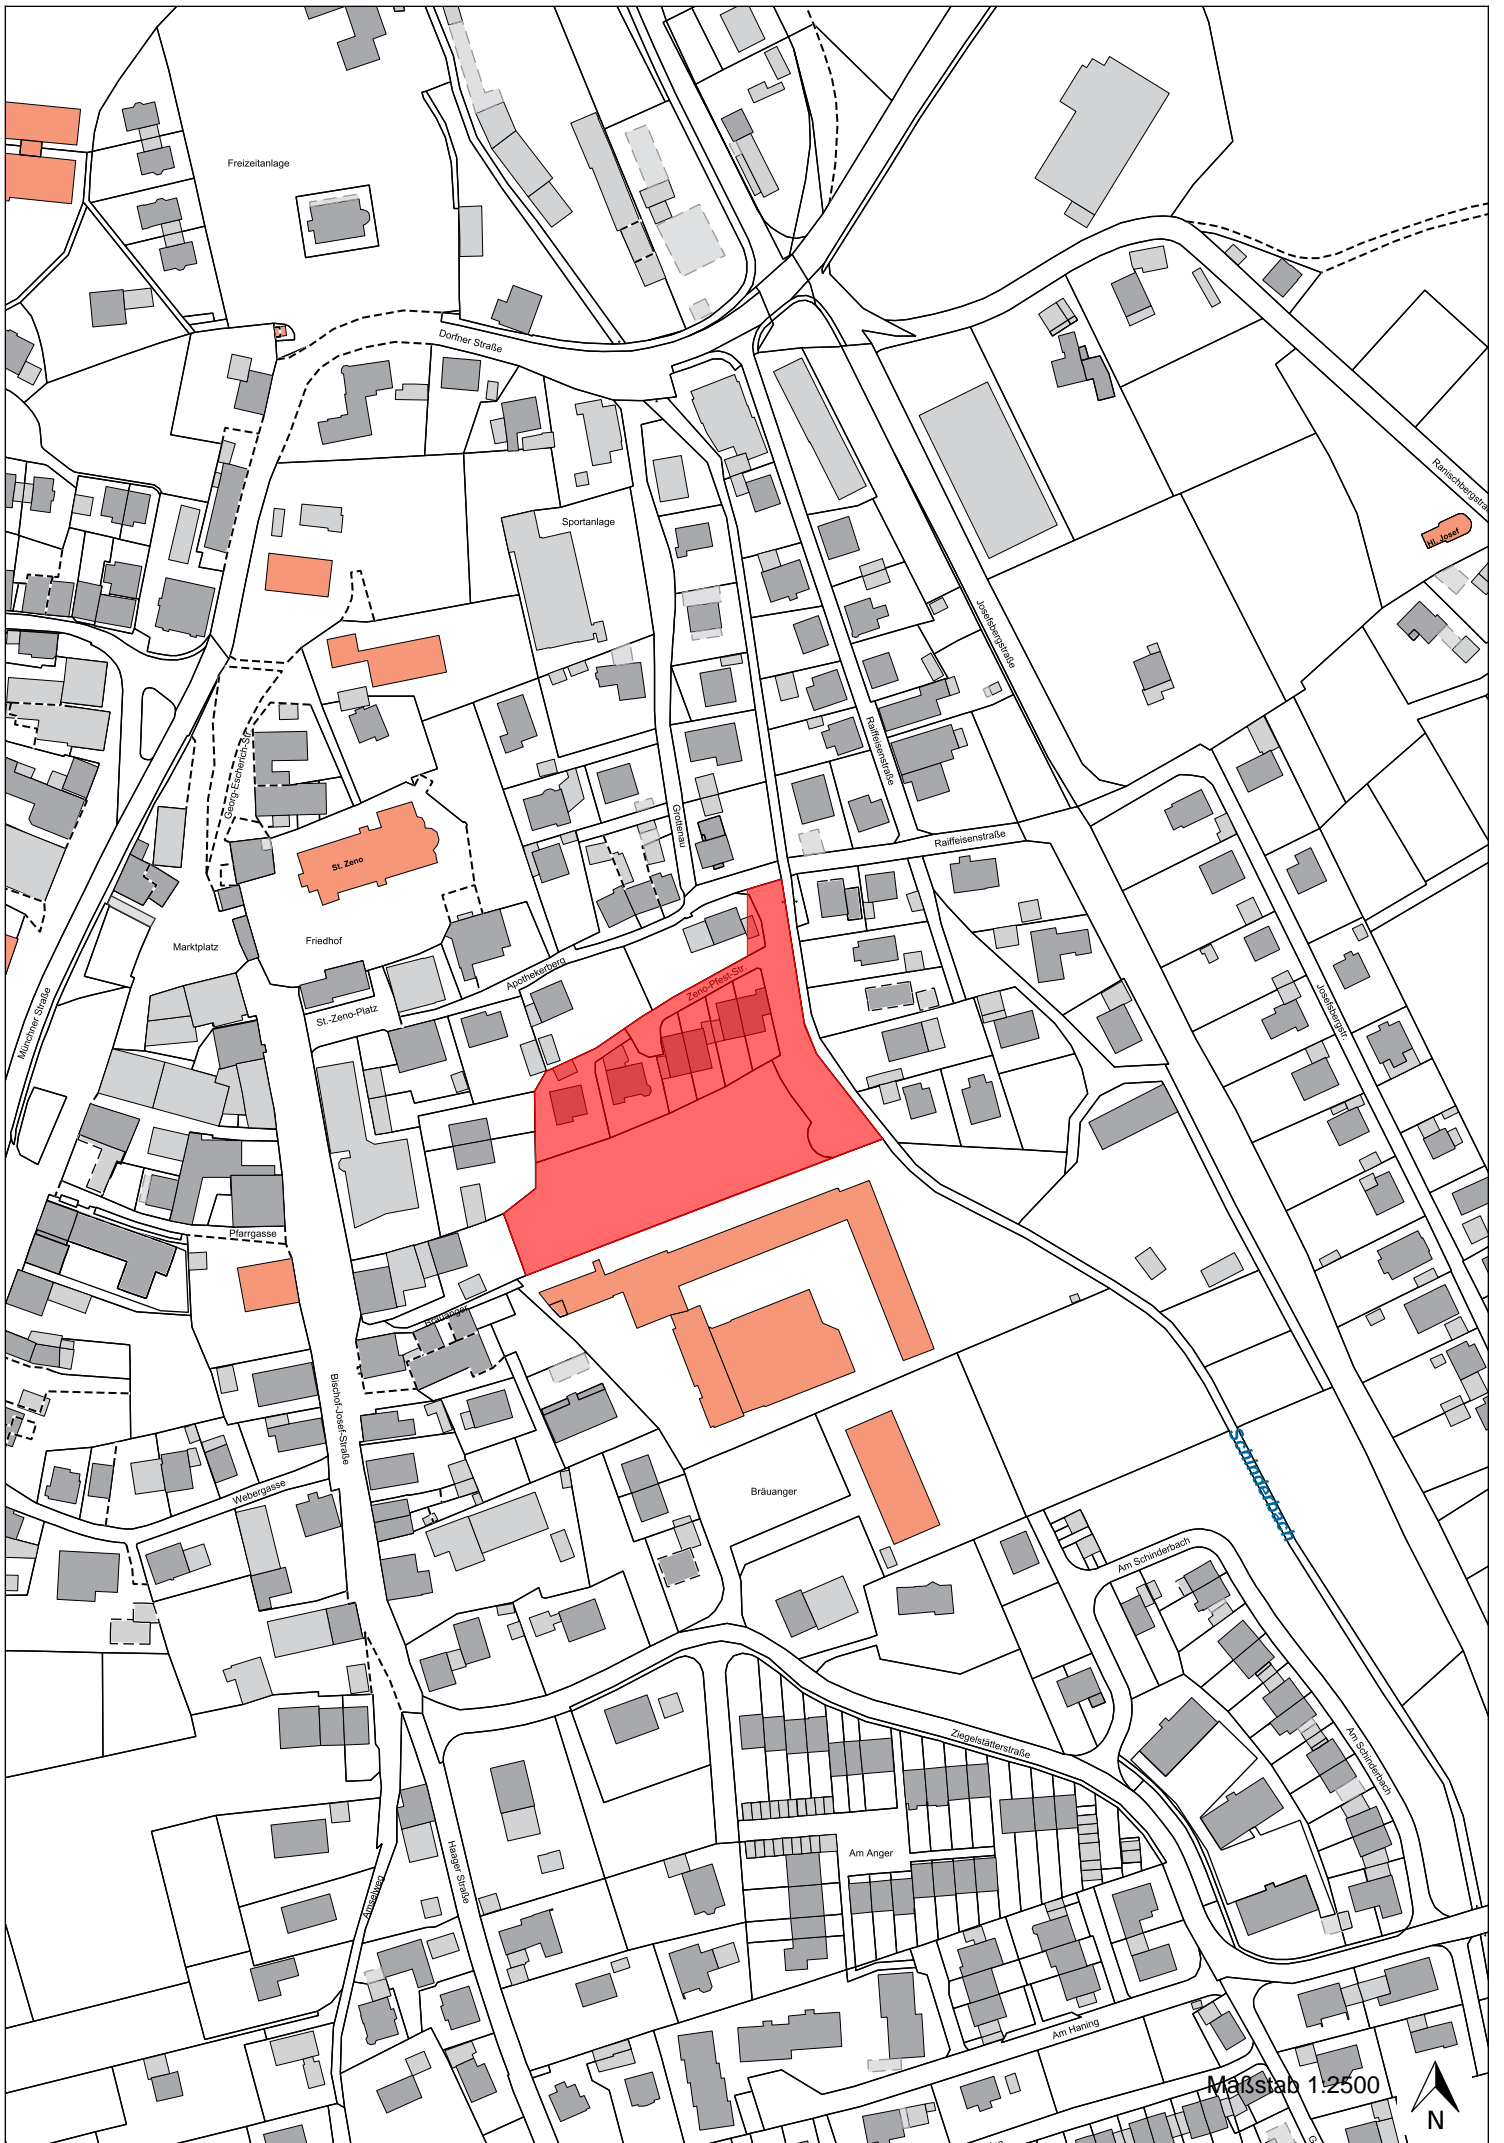 Freizeitanlage
Dorfner Straße
Sportanlage
Ranischbergstra
Hl. Josef
Josefsbergstraße
Georg-Escherich-Str.
Raiffeisenstraße
Grottenau
Raiffeisenstraße
St. Zeno
Friedhof
Marktplatz
Apothekerberg
Zeno-Pfest-Str.
St.-Zeno-Platz
Münchner Straße
Josefsbergstr.
Pfarrgasse
Bräuanger
Bischof-Josef-Straße
Webergasse
Bräuanger
Schinderbach
Am Schinderbach
Am Schinderbach
Ziegelstätterstraße
Am Anger
Haager Straße
Amselweg
Am Haning
Maßstab 1:2500
N